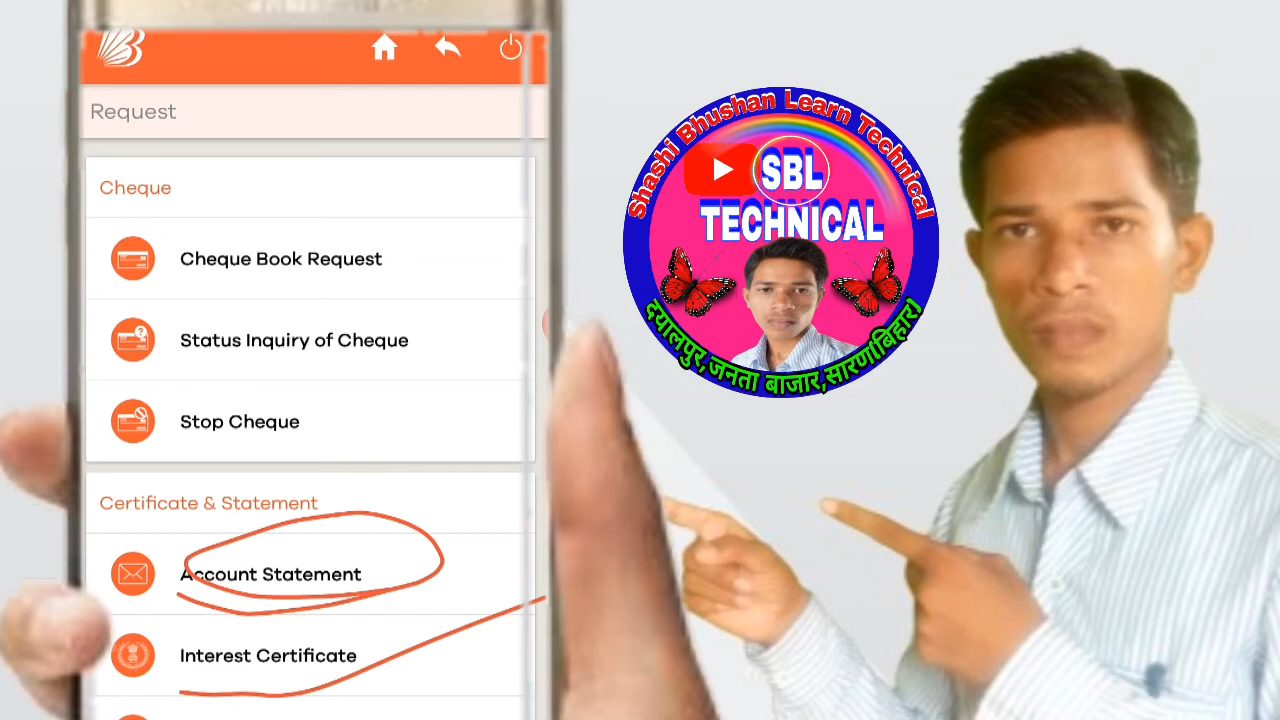 Request
Cheque
Cheque Book Request
Status Inquiry of Cheque
Stop Cheque
Certificate & Statement
Account Statement
Interest Certificate
Shashi Bhushan Learn Technical
SBL
TECHNICAL
दयालपुर,जनता बाजार,सारण(बिहार)